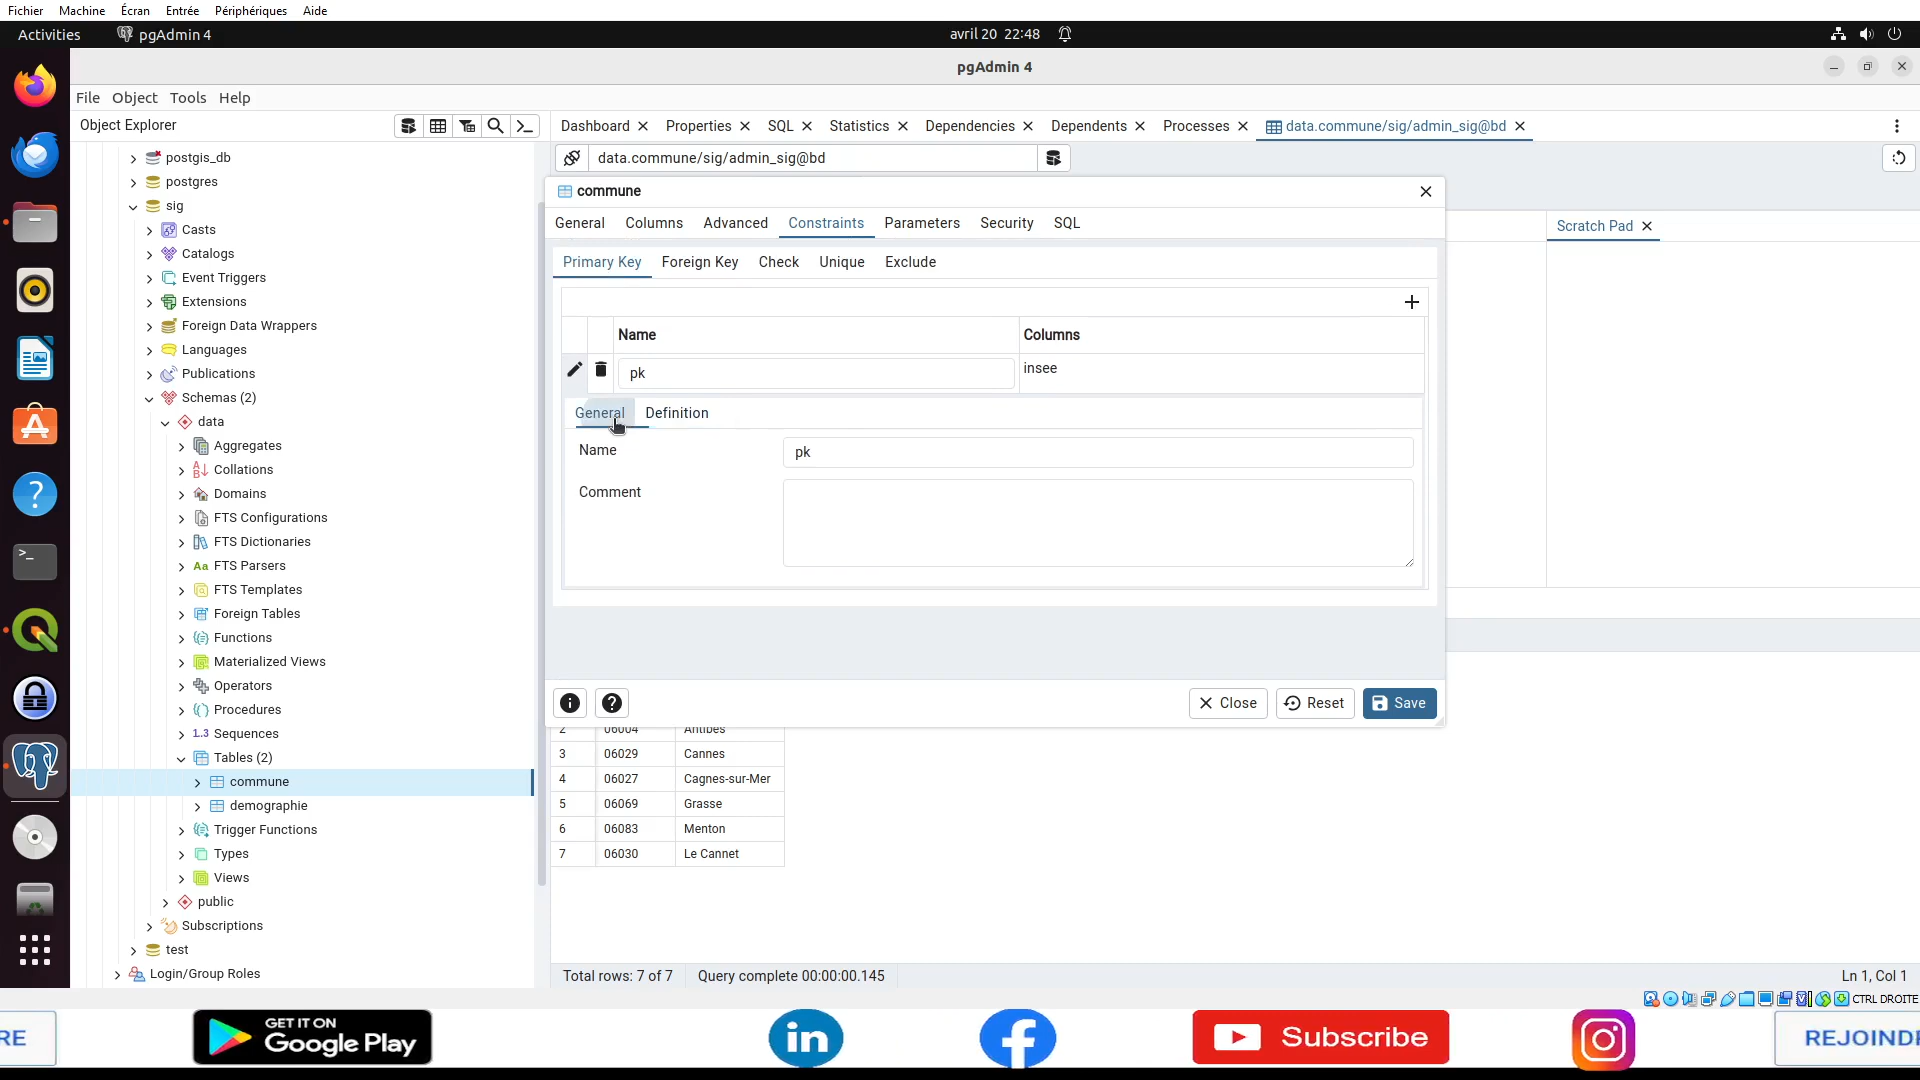 Fichier Machine Écran Entrée Périphériques Aide
Activities pgAdmin 4 avril 20 22:48
pgAdmin 4
File Object Tools Help
Object Explorer
Dashboard Properties SQL Statistics Dependencies Dependents Processes data.commune/sig/admin_sig@bd
data.commune/sig/admin_sig@bd
postgis_db
postgres
sig
Casts
Catalogs
Event Triggers
Extensions
Foreign Data Wrappers
Languages
Publications
Schemas (2)
data
Aggregates
Collations
Domains
FTS Configurations
FTS Dictionaries
Aa FTS Parsers
FTS Templates
Foreign Tables
Functions
Materialized Views
Operators
Procedures
1.3 Sequences
Tables (2)
commune
demographie
Trigger Functions
Types
Views
public
Subscriptions
test
Login/Group Roles
commune
General Columns Advanced Constraints Parameters Security SQL
Primary Key Foreign Key Check Unique Exclude
Name Columns
pk insee
General Definition
Name pk
Comment
Close Reset Save
Scratch Pad
2 06004 Antibes
3 06029 Cannes
4 06027 Cagnes-sur-Mer
5 06069 Grasse
6 06083 Menton
7 06030 Le Cannet
Total rows: 7 of 7 Query complete 00:00:00.145 Ln 1, Col 1
CTRL DROITE
RE GET IT ON Google Play in Subscribe REJOIND